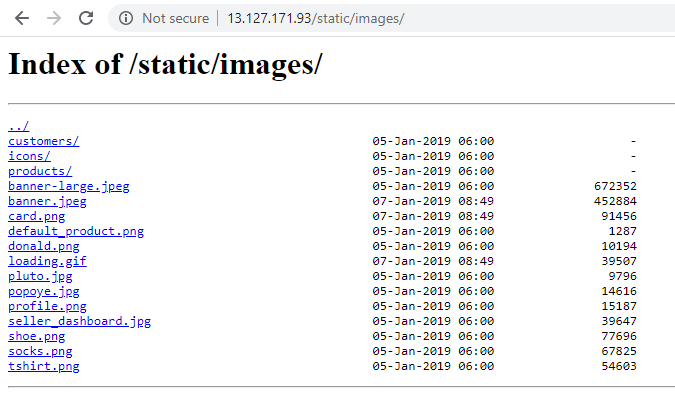 Not secure | 13.127.171.93/static/images/
Index of /static/images/
../
customers/ 05-Jan-2019 06:00 -
icons/ 05-Jan-2019 06:00 -
products/ 05-Jan-2019 06:00 -
banner-large.jpeg 05-Jan-2019 06:00 672352
banner.jpeg 07-Jan-2019 08:49 452884
card.png 07-Jan-2019 08:49 91456
default_product.png 05-Jan-2019 06:00 1287
donald.png 05-Jan-2019 06:00 10194
loading.gif 07-Jan-2019 08:49 39507
pluto.jpg 05-Jan-2019 06:00 9796
popoye.jpg 05-Jan-2019 06:00 14616
profile.png 05-Jan-2019 06:00 15187
seller_dashboard.jpg 05-Jan-2019 06:00 39647
shoe.png 05-Jan-2019 06:00 77696
socks.png 05-Jan-2019 06:00 67825
tshirt.png 05-Jan-2019 06:00 54603